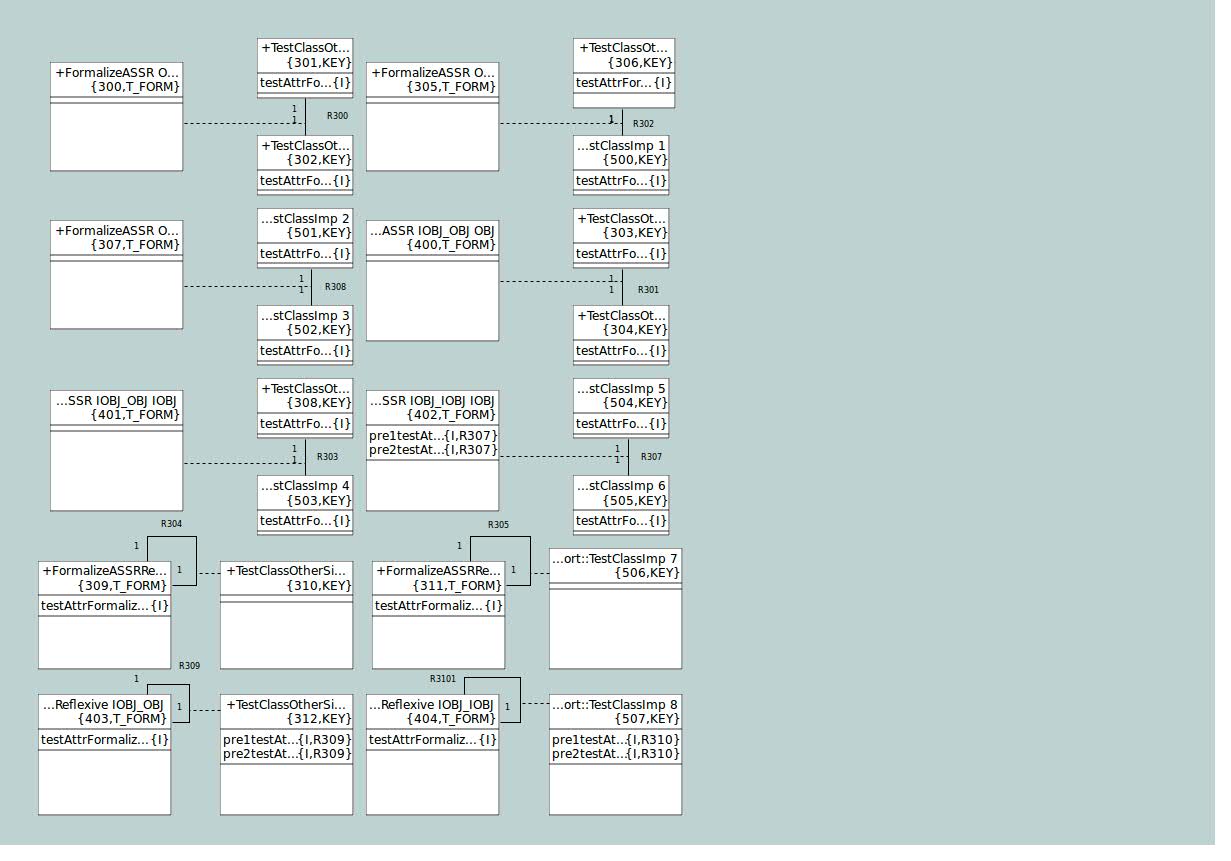 +FormalizeASSR O...
{300,T_FORM}
+TestClassOt...
{301,KEY}
testAttrFo...{I}
1
1
R300
+TestClassOt...
{302,KEY}
testAttrFo...{I}
+FormalizeASSR O...
{305,T_FORM}
+TestClassOt...
{306,KEY}
testAttrFor...{I}
1
R302
...stClassImp 1
{500,KEY}
testAttrFo...{I}
+FormalizeASSR O...
{307,T_FORM}
...stClassImp 2
{501,KEY}
testAttrFo...{I}
1
1
R308
...stClassImp 3
{502,KEY}
testAttrFo...{I}
...ASSR IOBJ_OBJ OBJ
{400,T_FORM}
+TestClassOt...
{303,KEY}
testAttrFo...{I}
1
1
R301
+TestClassOt...
{304,KEY}
testAttrFo...{I}
...SSR IOBJ_OBJ IOBJ
{401,T_FORM}
+TestClassOt...
{308,KEY}
testAttrFo...{I}
1
1
R303
...stClassImp 4
{503,KEY}
testAttrFo...{I}
...SSR IOBJ_IOBJ IOBJ
{402,T_FORM}
pre1testAt...{I,R307}
pre2testAt...{I,R307}
...stClassImp 5
{504,KEY}
testAttrFo...{I}
1
1
R307
...stClassImp 6
{505,KEY}
testAttrFo...{I}
R304
1
1
+FormalizeASSRRe...
{309,T_FORM}
testAttrFormaliz...{I}
+TestClassOtherSi...
{310,KEY}
R305
1
1
+FormalizeASSRRe...
{311,T_FORM}
testAttrFormaliz...{I}
...ort::TestClassImp 7
{506,KEY}
R309
1
1
...Reflexive IOBJ_OBJ
{403,T_FORM}
testAttrFormaliz...{I}
+TestClassOtherSi...
{312,KEY}
pre1testAt...{I,R309}
pre2testAt...{I,R309}
R3101
1
...Reflexive IOBJ_IOBJ
{404,T_FORM}
testAttrFormaliz...{I}
...ort::TestClassImp 8
{507,KEY}
pre1testAt...{I,R310}
pre2testAt...{I,R310}